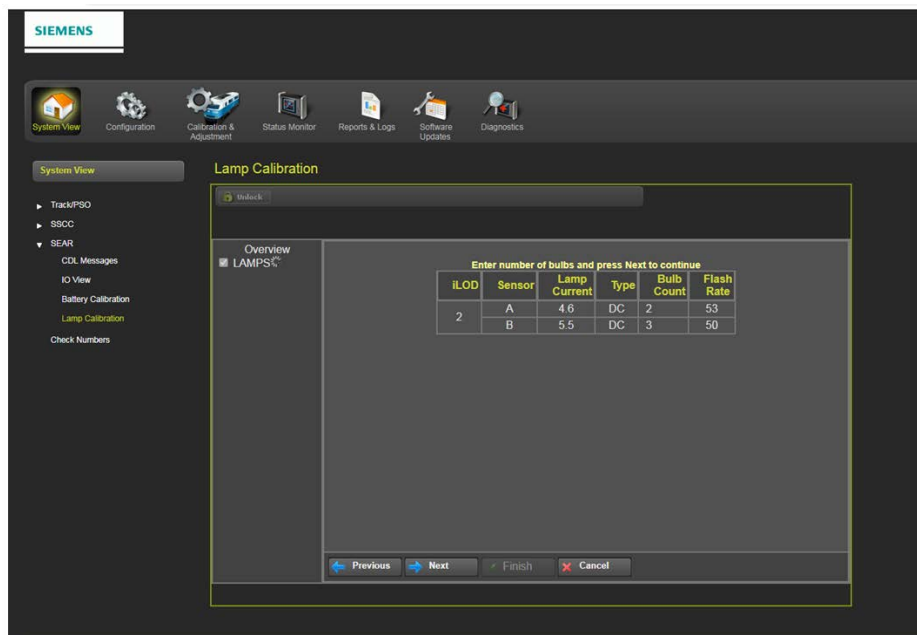 SIEMENS
System View
Configuration
Calibration &
Adjustment
Status Monitor
Reports & Logs
Software
Updates
Diagnostics
System View
Track/PSO
SSCC
SEAR
CDL Messages
IO View
Battery Calibration
Lamp Calibration
Check Numbers
Lamp Calibration
Unlock
Overview
LAMPS
Enter number of bulbs and press Next to continue
iLOD Sensor Lamp Current Type Bulb Count Flash Rate
2 A 4.6 DC 2 53
B 5.5 DC 3 50
Previous Next Finish Cancel